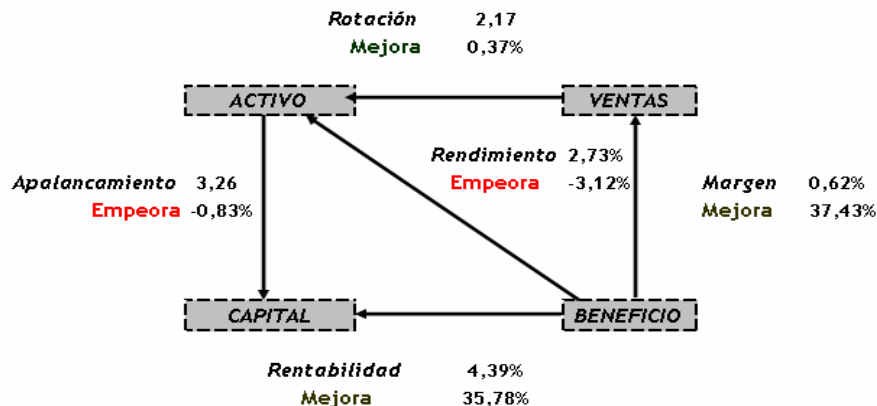 Rotación 2,17
Mejora 0,37%
ACTIVO VENTAS
Rendimiento 2,73%
Empeora -3,12%
Apalancamiento 3,26
Empeora -0,83%
Margen 0,62%
Mejora 37,43%
CAPITAL BENEFICIO
Rentabilidad 4,39%
Mejora 35,78%